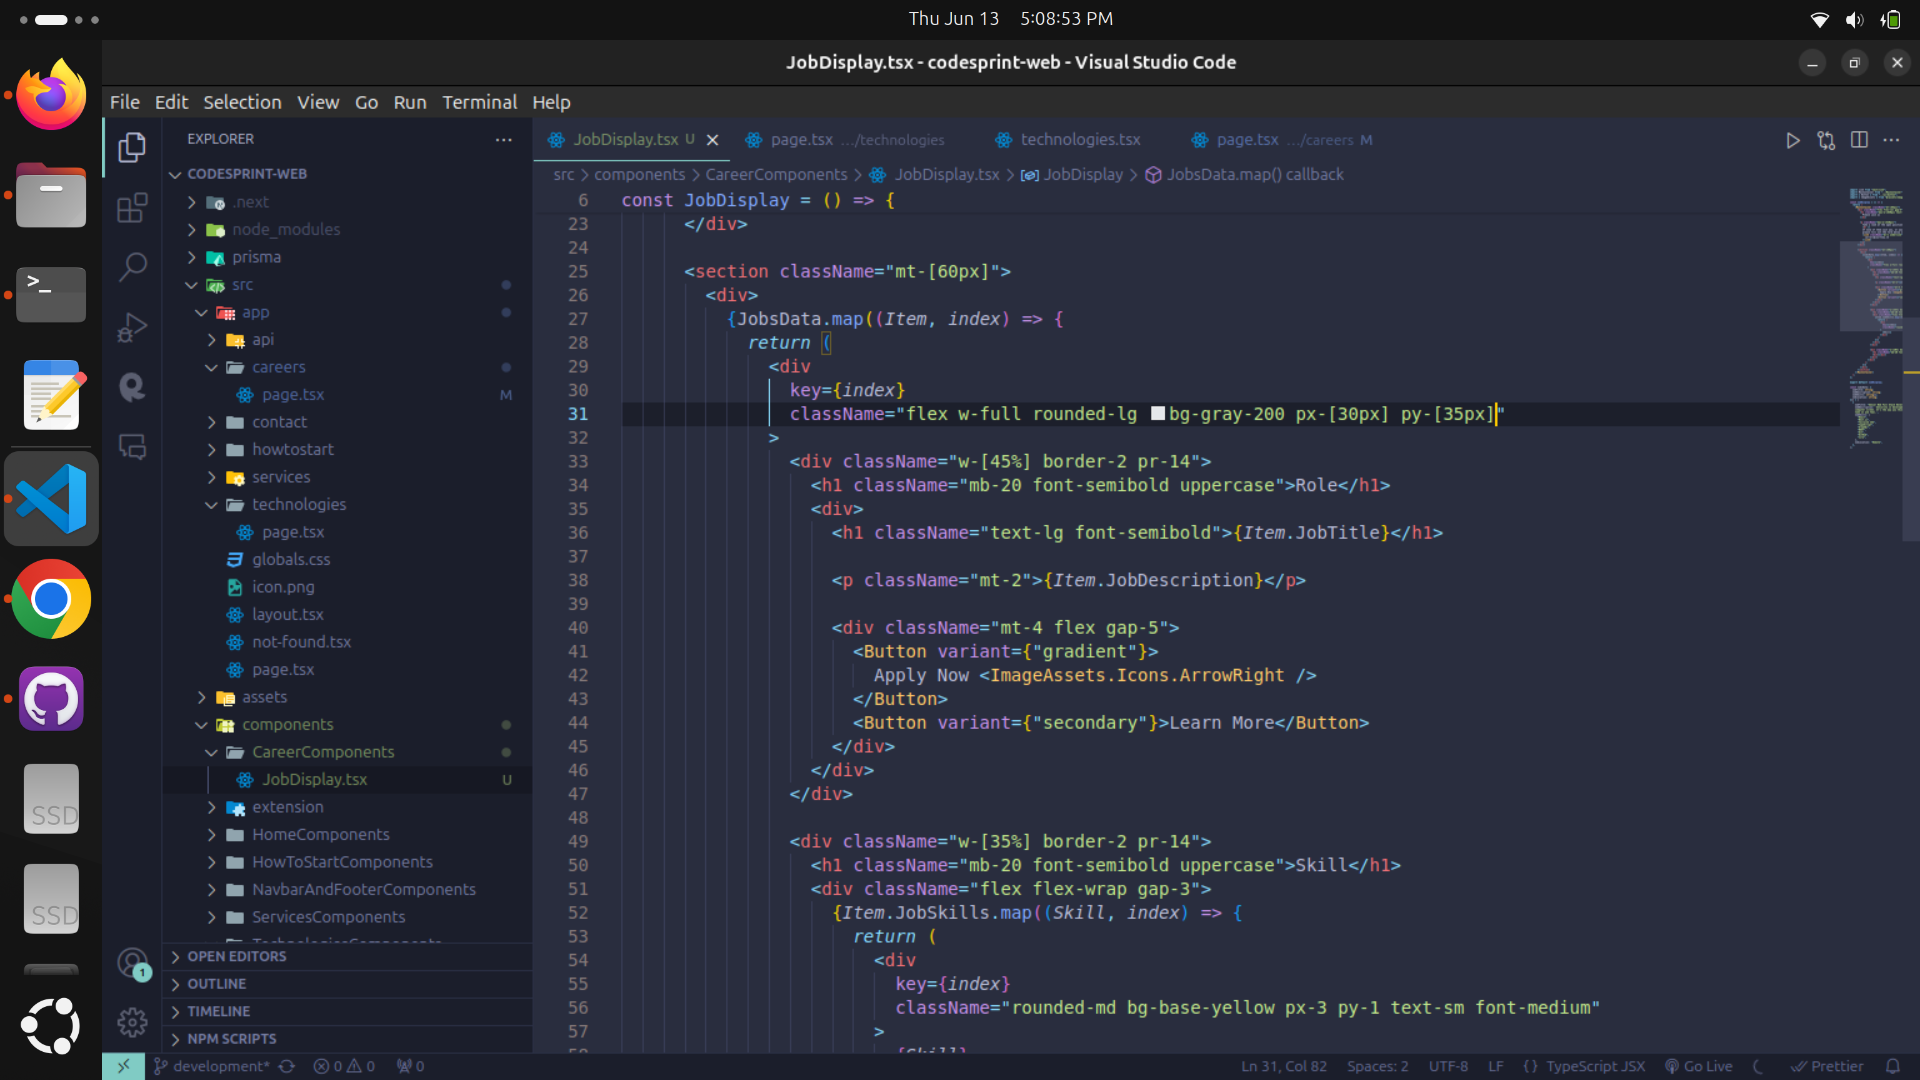 Thu Jun 13 5:08:53 PM
JobDisplay.tsx - codesprint-web - Visual Studio Code
File Edit Selection View Go Run Terminal Help
EXPLORER
CODESPRINT-WEB
.next
node_modules
prisma
src
app
api
careers
page.tsx M
contact
howtostart
services
technologies
page.tsx
globals.css
icon.png
layout.tsx
not-found.tsx
page.tsx
assets
components
CareerComponents
JobDisplay.tsx U
extension
HomeComponents
HowToStartComponents
NavbarAndFooterComponents
ServicesComponents
OPEN EDITORS
OUTLINE
TIMELINE
NPM SCRIPTS
SSD
SSD
1
JobDisplay.tsx U page.tsx .../technologies technologies.tsx page.tsx .../careers M
src > components > CareerComponents > JobDisplay.tsx > JobDisplay > JobsData.map() callback
6 const JobDisplay = () => {
23 </div>
24
25 <section className="mt-[60px]">
26 <div>
27 {JobsData.map((Item, index) => {
28 return (
29 <div
30 key={index}
31 className="flex w-full rounded-lg bg-gray-200 px-[30px] py-[35px]"
32 >
33 <div className="w-[45%] border-2 pr-14">
34 <h1 className="mb-20 font-semibold uppercase">Role</h1>
35 <div>
36 <h1 className="text-lg font-semibold">{Item.JobTitle}</h1>
37
38 <p className="mt-2">{Item.JobDescription}</p>
39
40 <div className="mt-4 flex gap-5">
41 <Button variant={"gradient"}>
42 Apply Now <ImageAssets.Icons.ArrowRight />
43 </Button>
44 <Button variant={"secondary"}>Learn More</Button>
45 </div>
46 </div>
47 </div>
48
49 <div className="w-[35%] border-2 pr-14">
50 <h1 className="mb-20 font-semibold uppercase">Skill</h1>
51 <div className="flex flex-wrap gap-3">
52 {Item.JobSkills.map((Skill, index) => {
53 return (
54 <div
55 key={index}
56 className="rounded-md bg-base-yellow px-3 py-1 text-sm font-medium"
57 >
development* 0 0 0 Ln 31, Col 82 Spaces: 2 UTF-8 LF {} TypeScript JSX Go Live Prettier